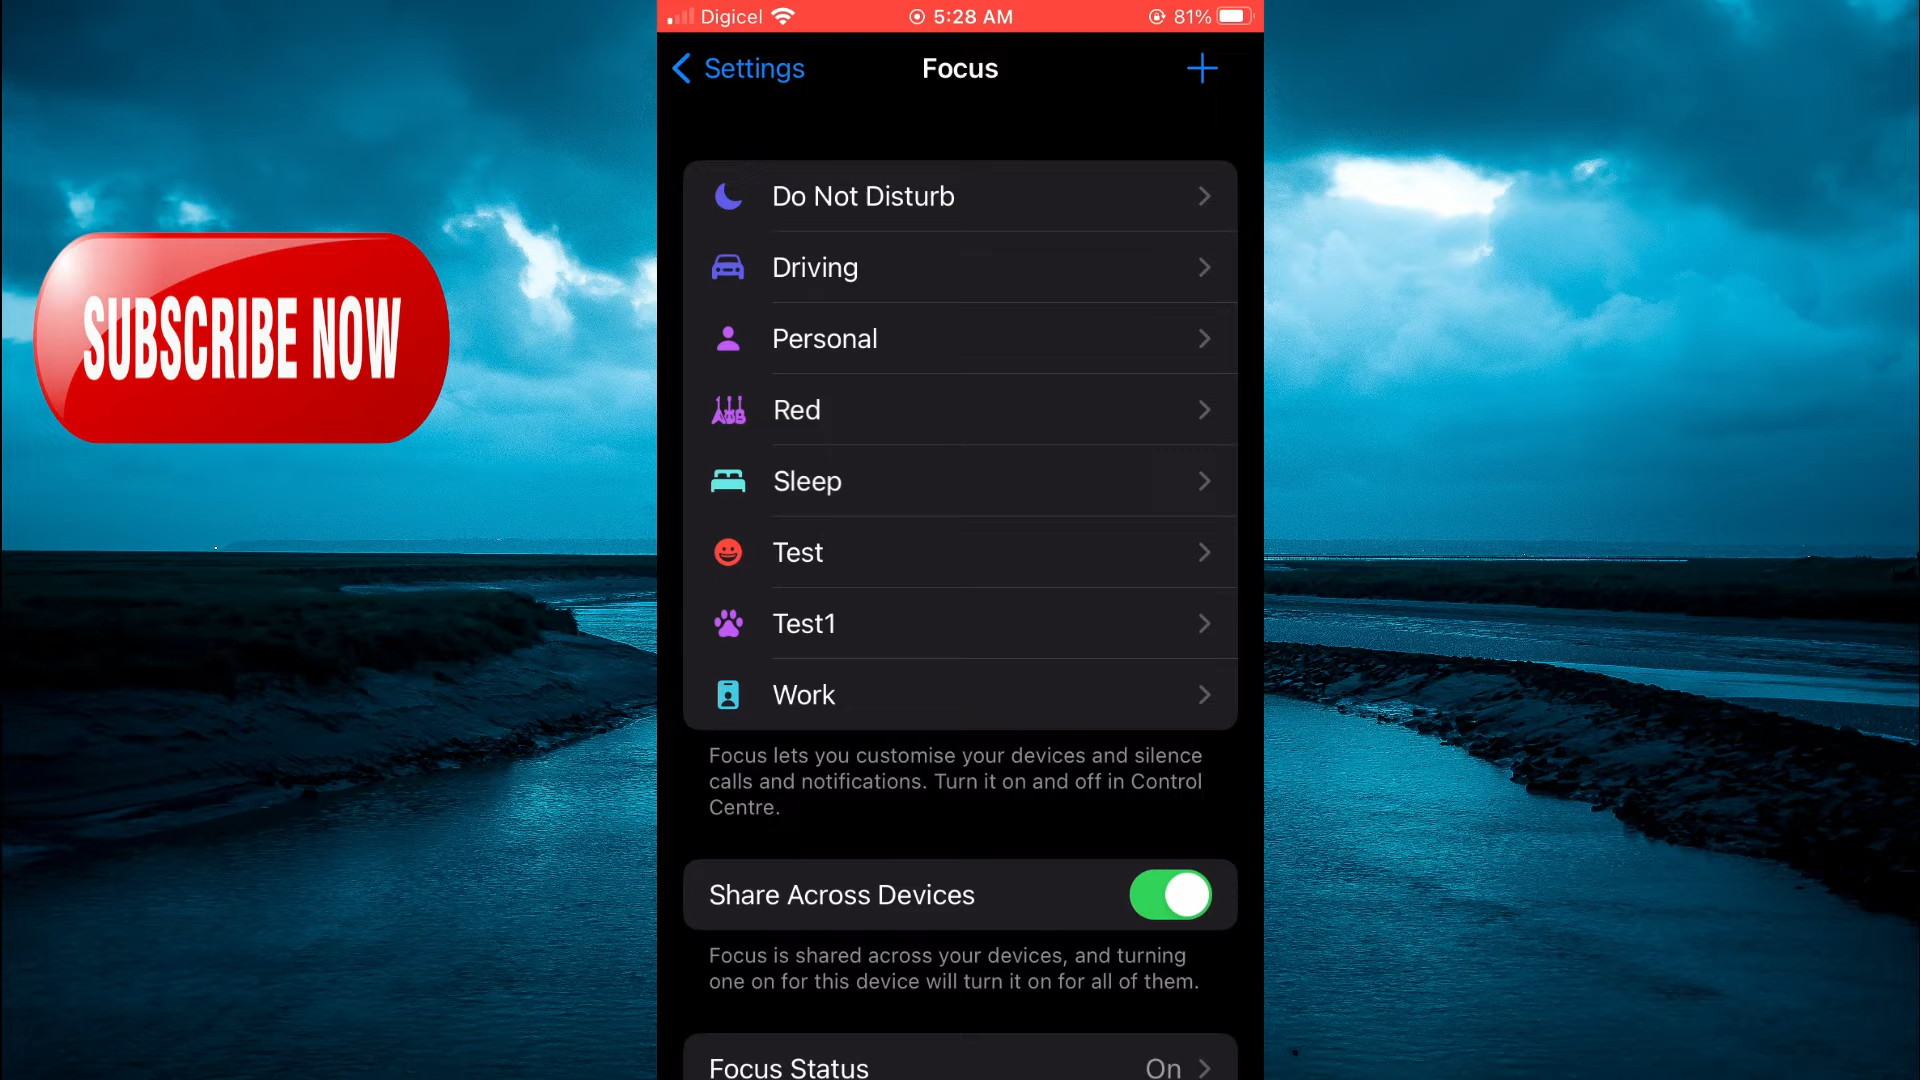 Digicel 5:28 AM 81%
Settings Focus
Do Not Disturb
Driving
Personal
Red
Sleep
Test
Test1
Work
Focus lets you customise your devices and silence
calls and notifications. Turn it on and off in Control
Centre.
Share Across Devices
Focus is shared across your devices, and turning
one on for this device will turn it on for all of them.
Focus Status On
SUBSCRIBE NOW